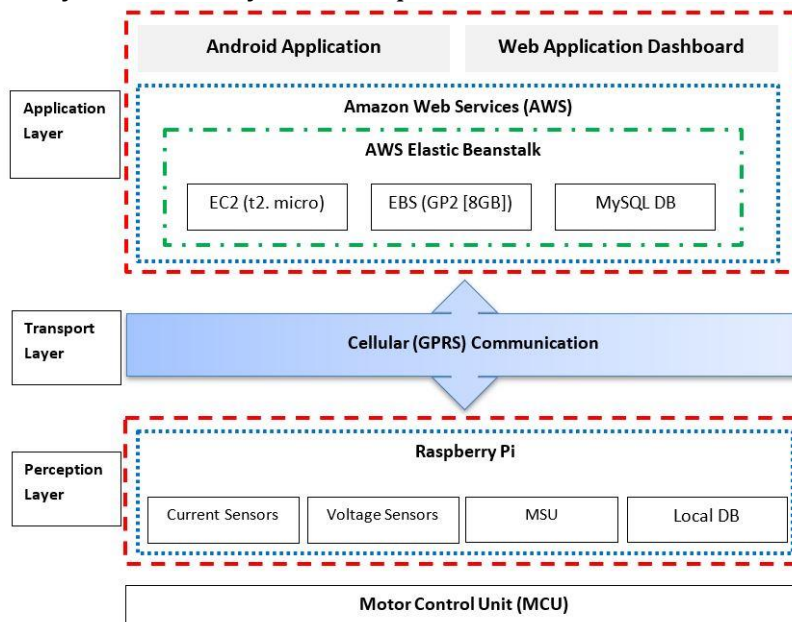 Android Application
Web Application Dashboard
Application
Layer
Amazon Web Services (AWS)
AWS Elastic Beanstalk
EC2 (t2. micro)
EBS (GP2 [8GB])
MySQL DB
Transport
Layer
Cellular (GPRS) Communication
Perception
Layer
Raspberry Pi
Current Sensors
Voltage Sensors
MSU
Local DB
Motor Control Unit (MCU)